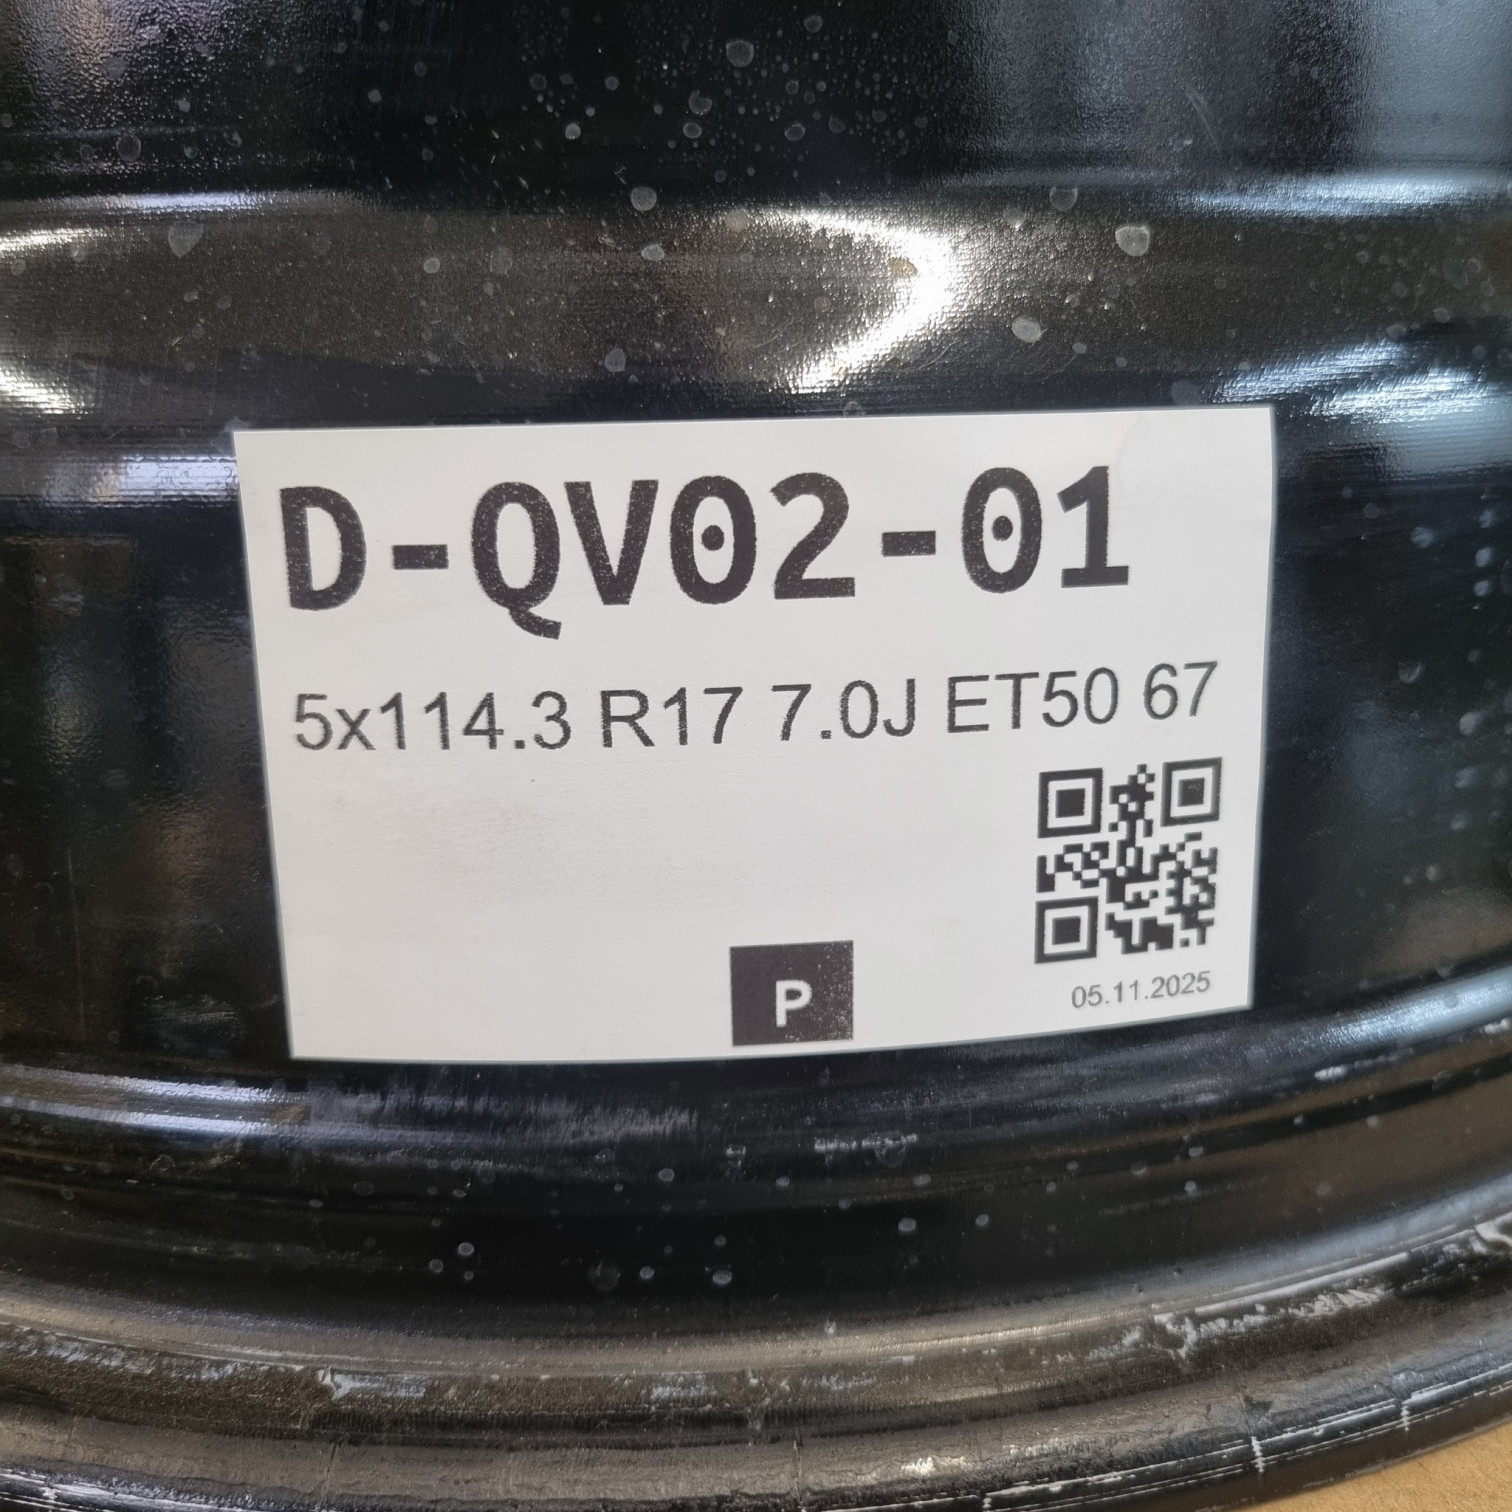 D-QV02-01
5x114.3 R17 7.0J ET50 67
P
05.11.2025